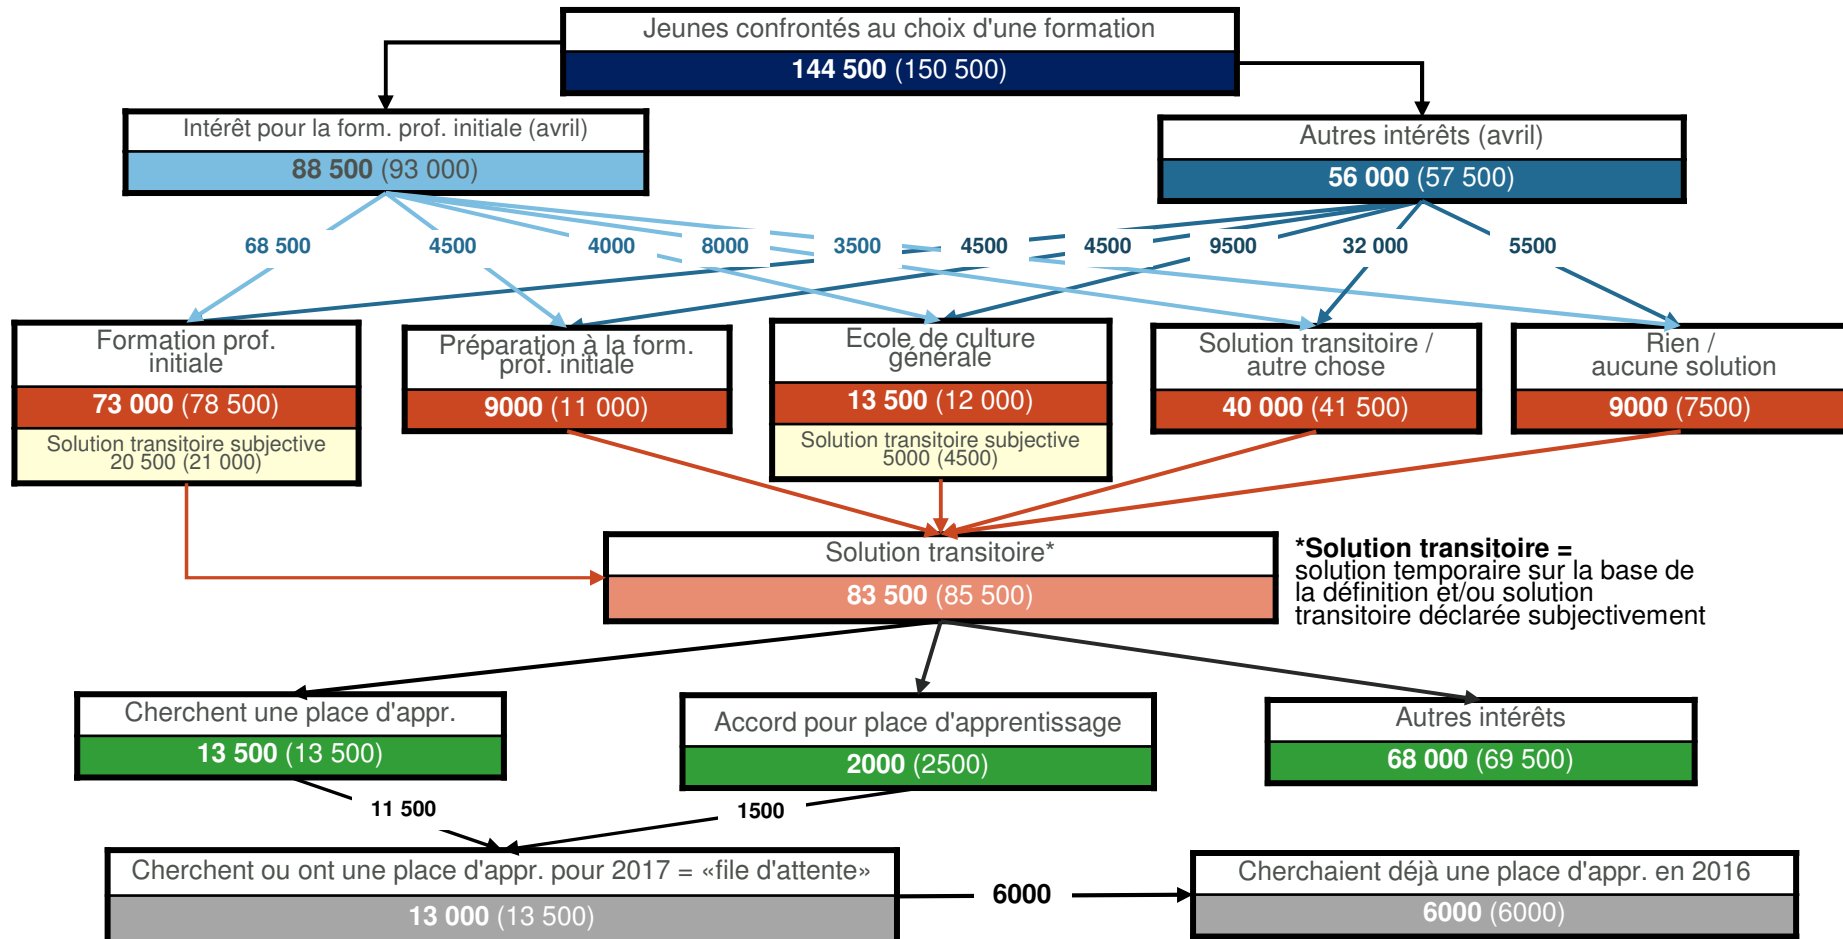 Jeunes confrontés au choix d'une formation
144 500 (150 500)
Intérêt pour la form. prof. initiale (avril)
88 500 (93 000)
Autres intérêts (avril)
56 000 (57 500)
68 500
4500
4000
8000
3500
4500
4500
9500
32 000
5500
Formation prof.
initiale
73 000 (78 500)
Solution transitoire subjective
20 500 (21 000)
Préparation à la form.
prof. initiale
9000 (11 000)
Ecole de culture
générale
13 500 (12 000)
Solution transitoire subjective
5000 (4500)
Solution transitoire /
autre chose
40 000 (41 500)
Rien /
aucune solution
9000 (7500)
Solution transitoire*
83 500 (85 500)
*Solution transitoire =
solution temporaire sur la base de
la définition et/ou solution
transitoire déclarée subjectivement
Cherchent une place d'appr.
13 500 (13 500)
Accord pour place d'apprentissage
2000 (2500)
Autres intérêts
68 000 (69 500)
11 500
1500
Cherchent ou ont une place d'appr. pour 2017 = «file d'attente»
13 000 (13 500)
6000
Cherchaient déjà une place d'appr. en 2016
6000 (6000)